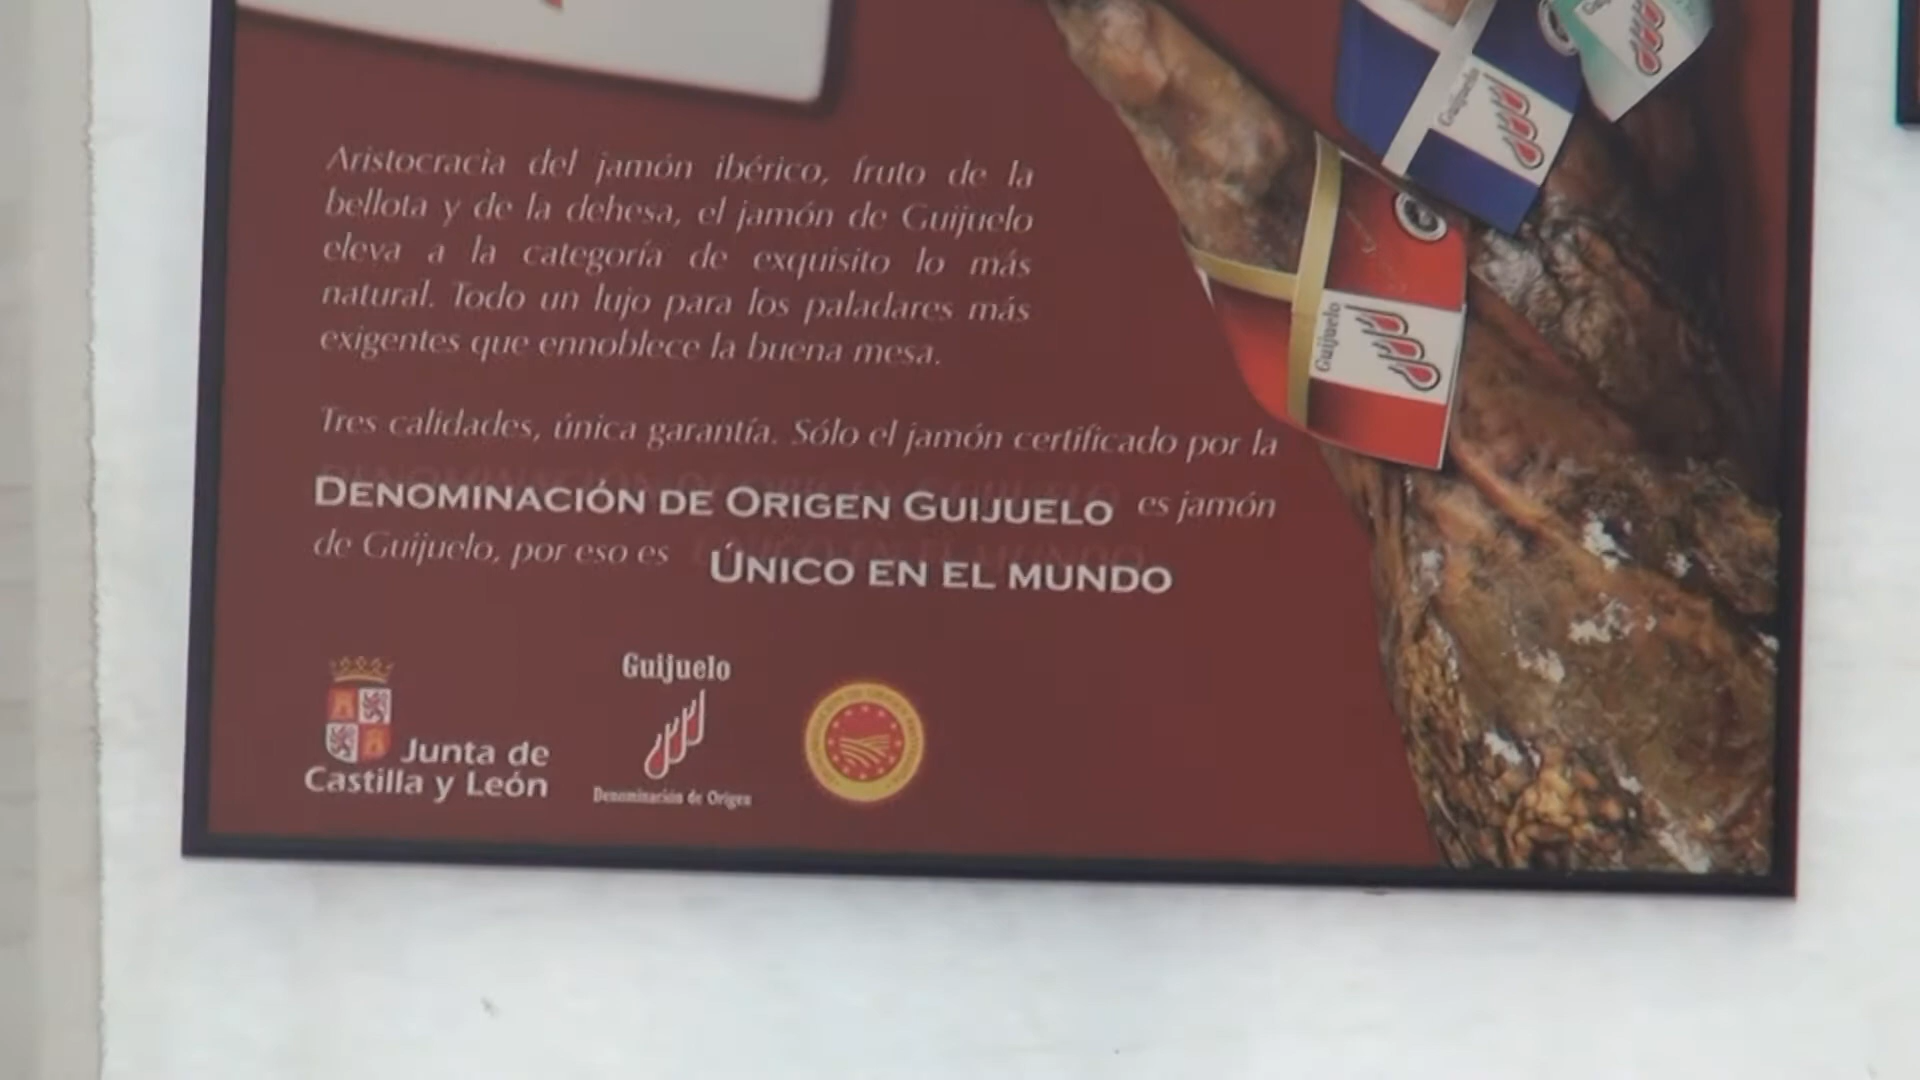 Aristocracia del jamón ibérico, fruto de la
bellota y de la dehesa, el jamón de Guijuelo
eleva a la categoría de exquisito lo más
natural. Todo un lujo para los paladares más
exigentes que ennoblece la buena mesa.
Tres calidades, única garantía. Sólo el jamón certificado por la
DENOMINACIÓN DE ORIGEN GUIJUELO es jamón
de Guijuelo, por eso es ÚNICO EN EL MUNDO
Junta de
Castilla y León
Guijuelo
Denominación de Origen
Guijuelo
Guijuelo